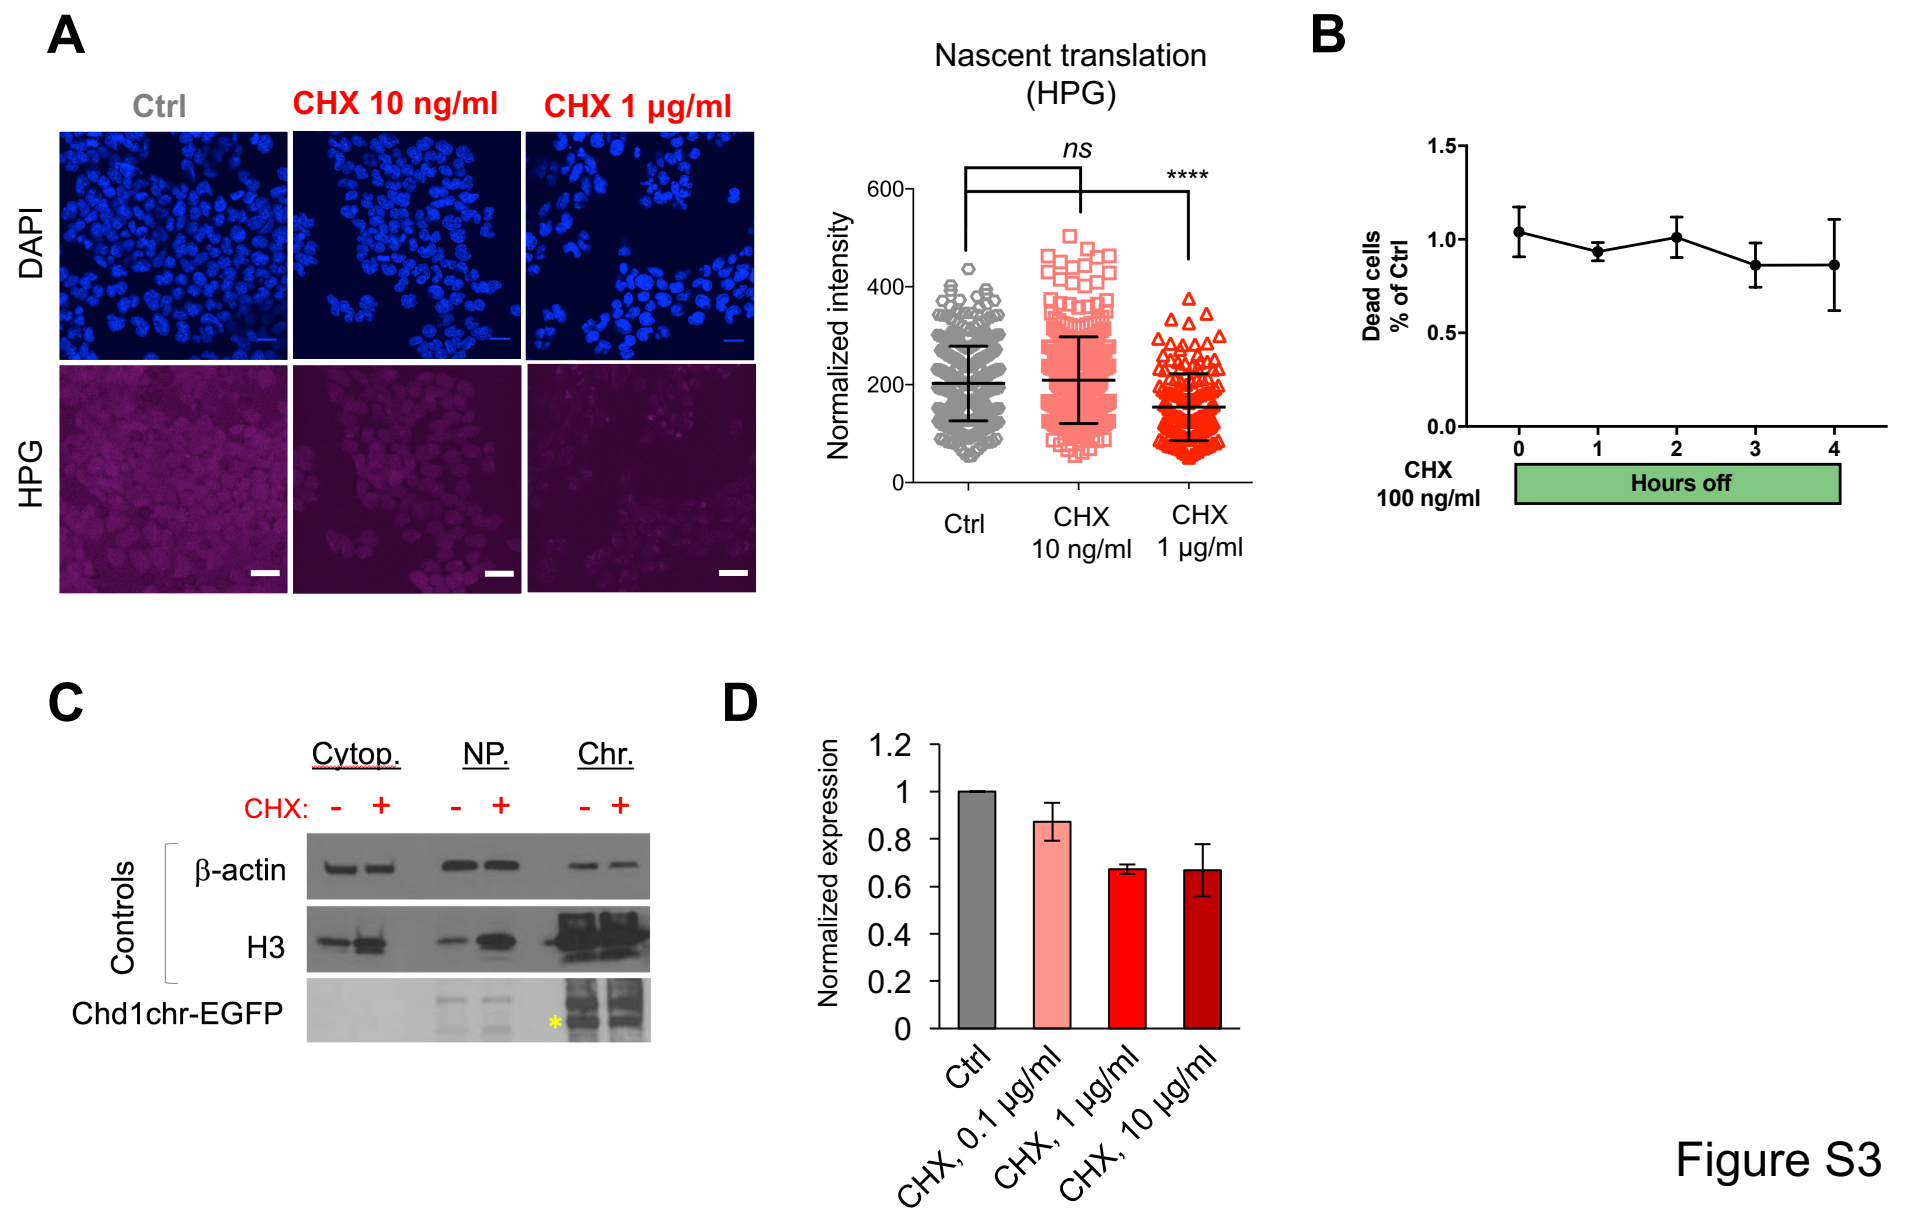 A
Ctrl
CHX 10 ng/ml
CHX 1 µg/ml
DAPI
HPG
Nascent translation
(HPG)
Normalized intensity
ns
****
600
400
200
0
Ctrl
CHX
10 ng/ml
CHX
1 µg/ml
B
Dead cells
% of Ctrl
1.5
1.0
0.5
0.0
0 1 2 3 4
CHX
100 ng/ml
Hours off
C
Cytop. NP. Chr.
CHX: - + - + - +
Controls
β-actin
H3
Chd1chr-EGFP
*
D
Normalized expression
1.2
1
0.8
0.6
0.4
0.2
0
Ctrl
CHX, 0.1 µg/ml
CHX, 1 µg/ml
CHX, 10 µg/ml
Figure S3